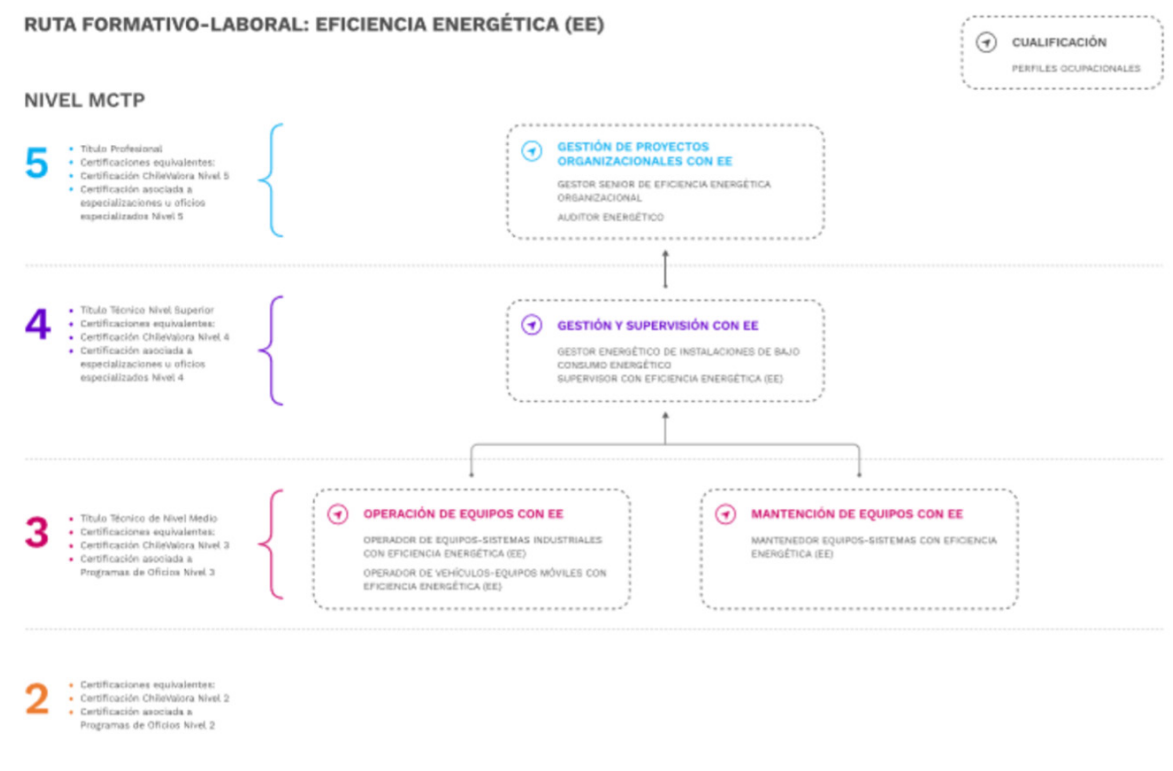 RUTA FORMATIVO-LABORAL: EFICIENCIA ENERGÉTICA (EE)
CUALIFICACIÓN
PERFILES OCUPACIONALES
NIVEL MCTP
5
• Título Profesional
• Certificaciones equivalentes:
• Certificación ChileValora Nivel 5
• Certificación asociada a
especializaciones u oficios
especializados Nivel 5
GESTIÓN DE PROYECTOS
ORGANIZACIONALES CON EE
GESTOR SENIOR DE EFICIENCIA ENERGÉTICA
ORGANIZACIONAL
AUDITOR ENERGÉTICO
4
• Título Técnico Nivel Superior
• Certificaciones equivalentes:
• Certificación ChileValora Nivel 4
• Certificación asociada a
especializaciones u oficios
especializados Nivel 4
GESTIÓN Y SUPERVISIÓN CON EE
GESTOR ENERGÉTICO DE INSTALACIONES DE BAJO
CONSUMO ENERGÉTICO
SUPERVISOR CON EFICIENCIA ENERGÉTICA (EE)
3
• Título Técnico de Nivel Medio
• Certificaciones equivalentes:
• Certificación ChileValora Nivel 3
• Certificación asociada a
Programas de Oficios Nivel 3
OPERACIÓN DE EQUIPOS CON EE
OPERADOR DE EQUIPOS-SISTEMAS INDUSTRIALES
CON EFICIENCIA ENERGÉTICA (EE)
OPERADOR DE VEHÍCULOS-EQUIPOS MÓVILES CON
EFICIENCIA ENERGÉTICA (EE)
MANTENCIÓN DE EQUIPOS CON EE
MANTENEDOR EQUIPOS-SISTEMAS CON EFICIENCIA
ENERGÉTICA (EE)
2
• Certificaciones equivalentes:
• Certificación ChileValora Nivel 2
• Certificación asociada a
Programas de Oficios Nivel 2